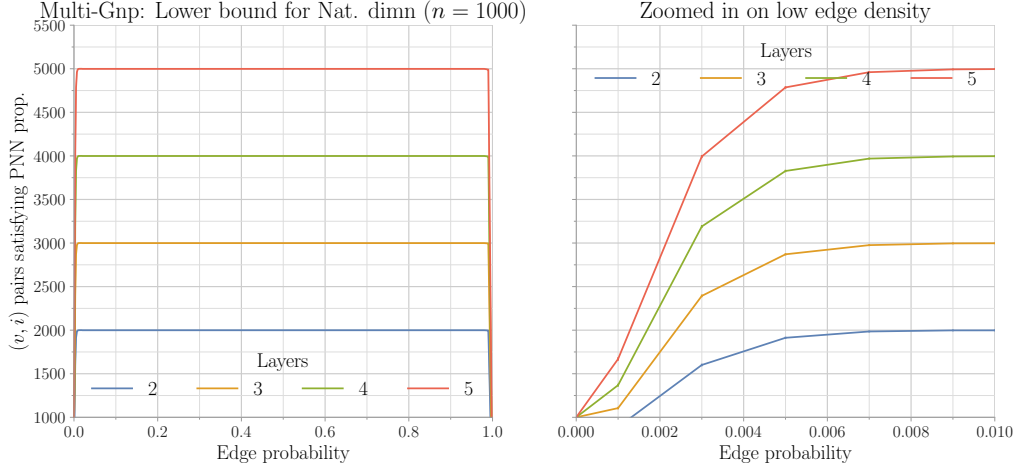 Multi-Gnp: Lower bound for Nat. dimn (n = 1000)
(v, i) pairs satisfying PNN prop.
5500
5000
4500
4000
3500
3000
2500
2000
1500
1000
Layers
2 3 4 5
0.0 0.2 0.4 0.6 0.8 1.0
Edge probability
Zoomed in on low edge density
Layers
2 3 4 5
0.000 0.002 0.004 0.006 0.008 0.010
Edge probability